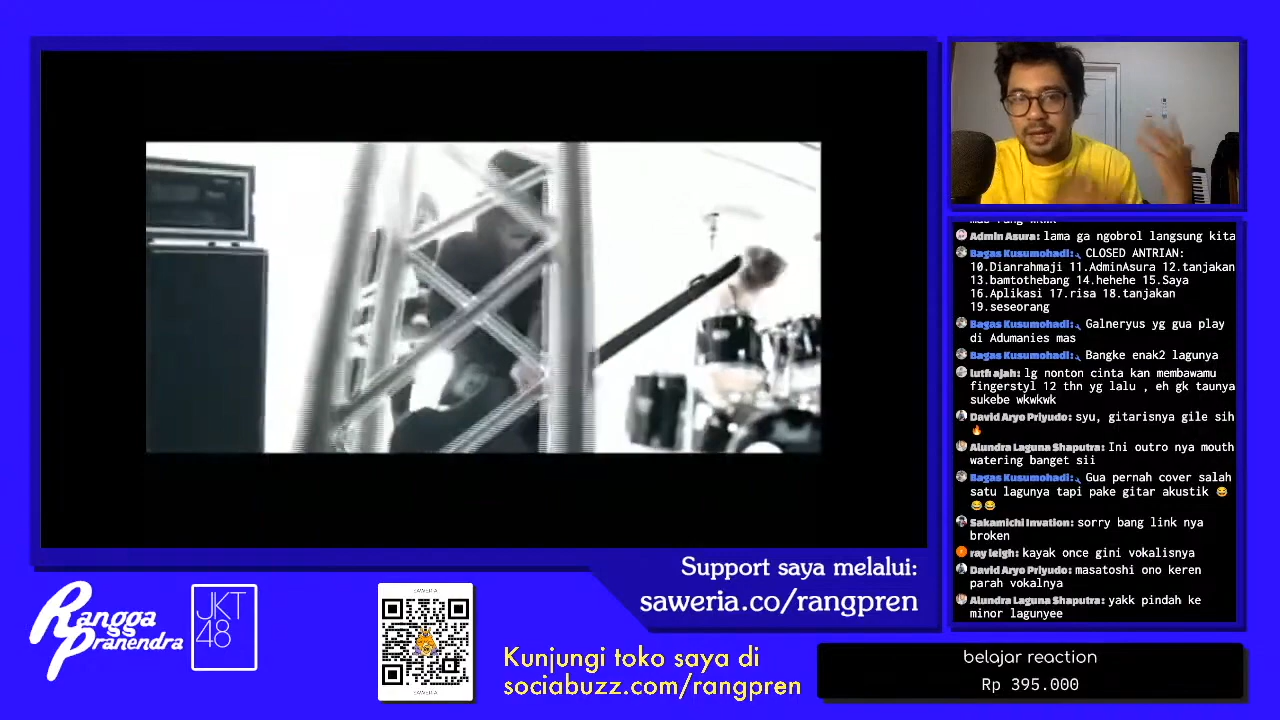 Admin Asura: lama ga ngobrol langsung kita
Bagas Kusumohadi: CLOSED ANTRIAN:
10.Dianrahmaji 11.AdminAsura 12.tanjakan
13.bamtothebang 14.hehehe 15.Saya
16.Aplikasi 17.risa 18.tanjakan
19.seseorang
Bagas Kusumohadi: Galneryus yg gua play
di Adumanies mas
Bagas Kusumohadi: Bangke enak2 lagunya
luth ajah: lg nonton cinta kan membawamu
fingerstyl 12 thn yg lalu , eh gk taunya
sukebe wkwkwk
David Aryo Priyudo: syu, gitarisnya gile sih
🔥
Alundra Laguna Shaputra: Ini outro nya mouth
watering banget sii
Bagas Kusumohadi: Gua pernah cover salah
satu lagunya tapi pake gitar akustik 😂
😂😂
Sakamichi Invation: sorry bang link nya
broken
ray leigh: kayak once gini vokalisnya
David Aryo Priyudo: masatoshi ono keren
parah vokalnya
Alundra Laguna Shaputra: yakk pindah ke
minor lagunyee
Support saya melalui:
saweria.co/rangpren
Rangga
Pranendra
JKT
48
SAWERIA
SAWERIA
Kunjungi toko saya di
sociabuzz.com/rangpren
belajar reaction
Rp 395.000